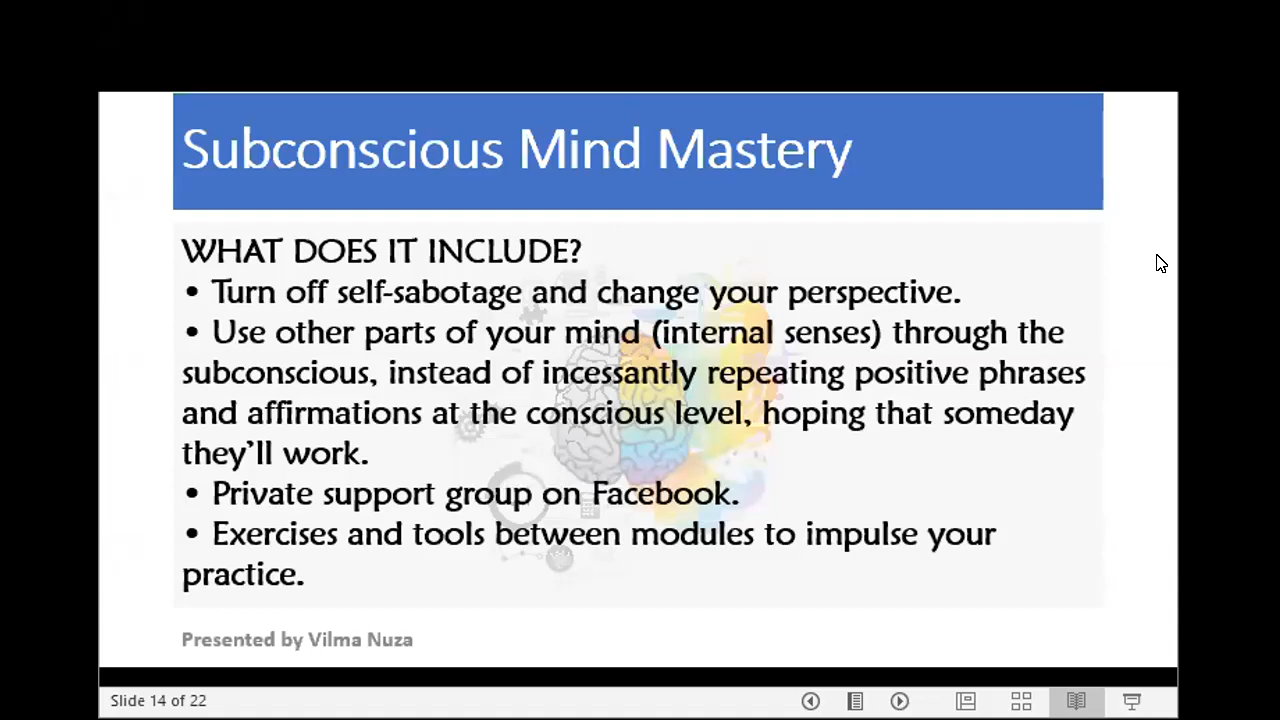 Subconscious Mind Mastery
WHAT DOES IT INCLUDE?
• Turn off self-sabotage and change your perspective.
• Use other parts of your mind (internal senses) through the
subconscious, instead of incessantly repeating positive phrases
and affirmations at the conscious level, hoping that someday
they’ll work.
• Private support group on Facebook.
• Exercises and tools between modules to impulse your
practice.
Presented by Vilma Nuza
Slide 14 of 22